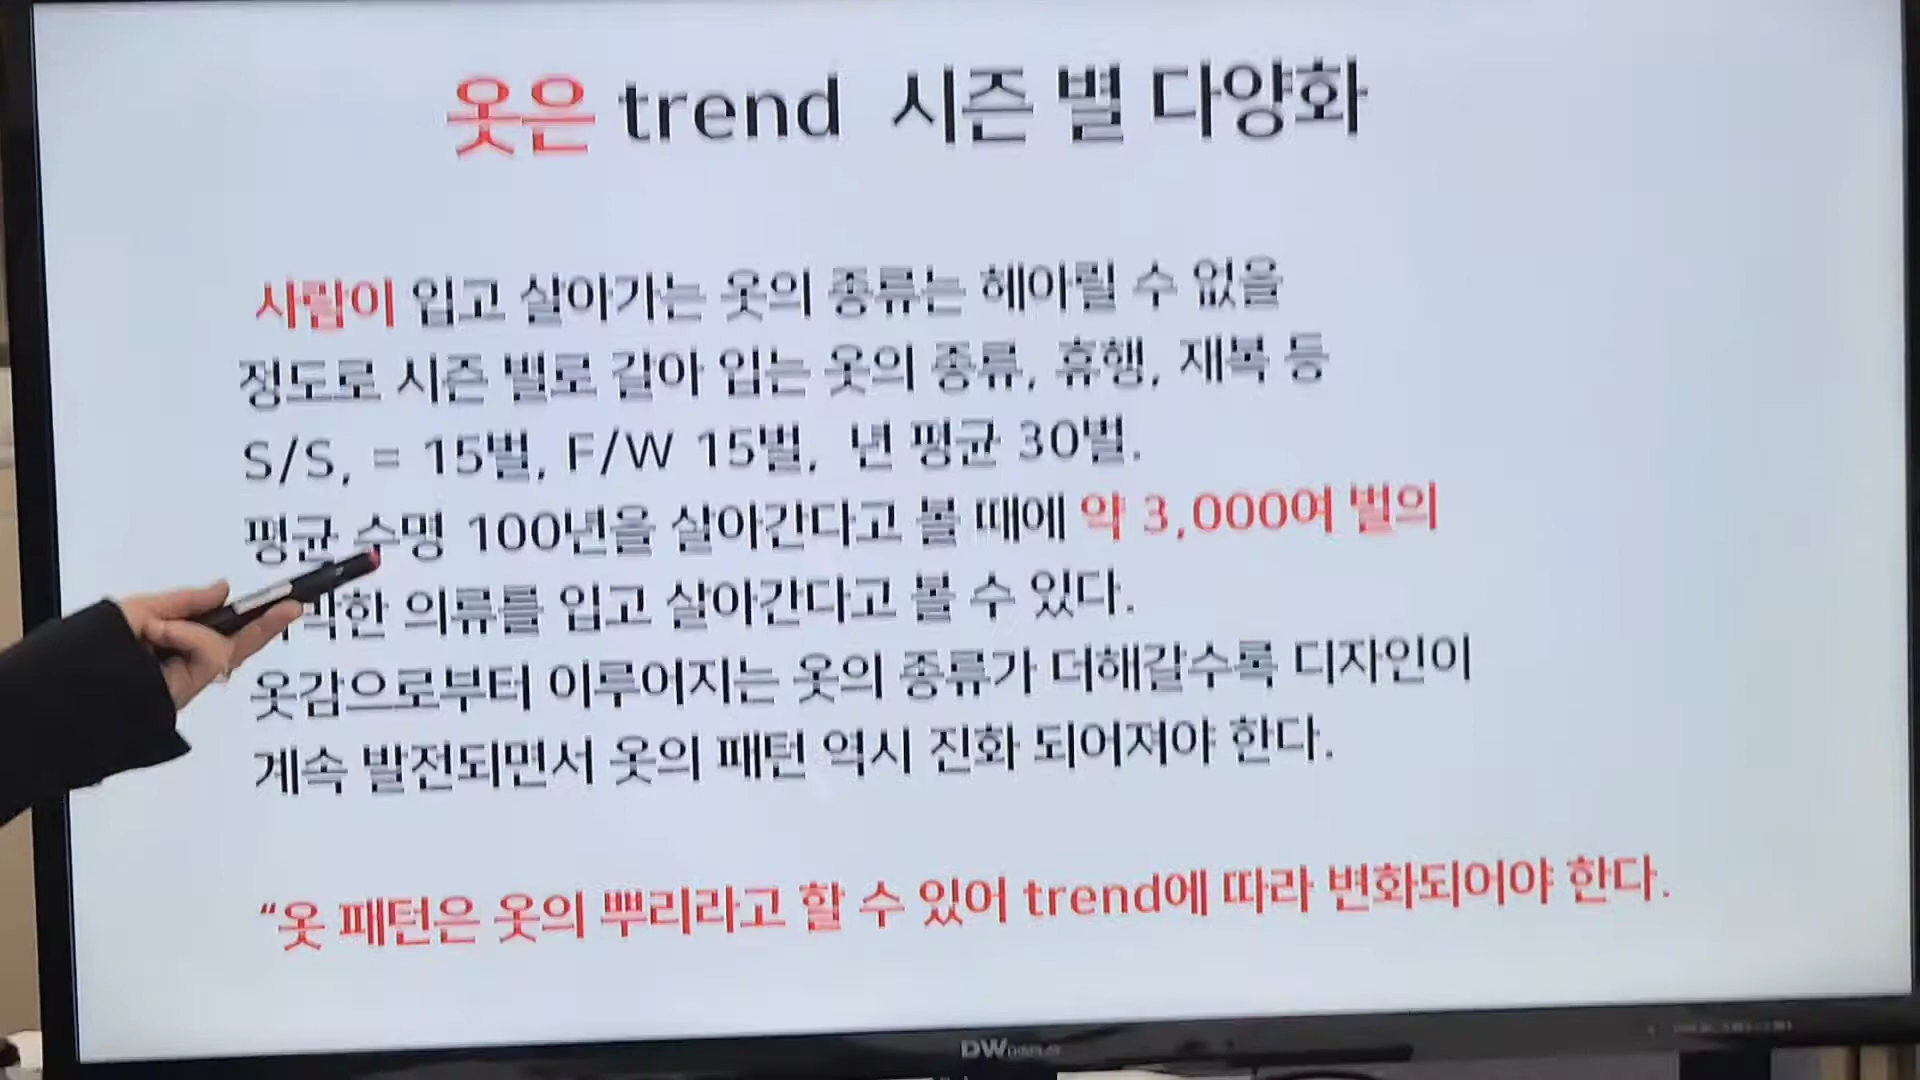 옷은 trend 시즌 별 다양화
사람이 입고 살아가는 옷의 종류는 헤아릴 수 없을
정도로 시즌 별로 갈아 입는 옷의 종류, 휴행, 재복 등
S/S, = 15벌, F/W 15벌, 년 평균 30벌.
평균 수명 100년을 살아간다고 볼 때에 약 3,000여 벌의
의류를 입고 살아간다고 볼 수 있다.
옷감으로부터 이루어지는 옷의 종류가 더해갈수록 디자인이
계속 발전되면서 옷의 패턴 역시 진화 되어져야 한다.
“옷 패턴은 옷의 뿌리라고 할 수 있어 trend에 따라 변화되어야 한다.
DW DISPLAY